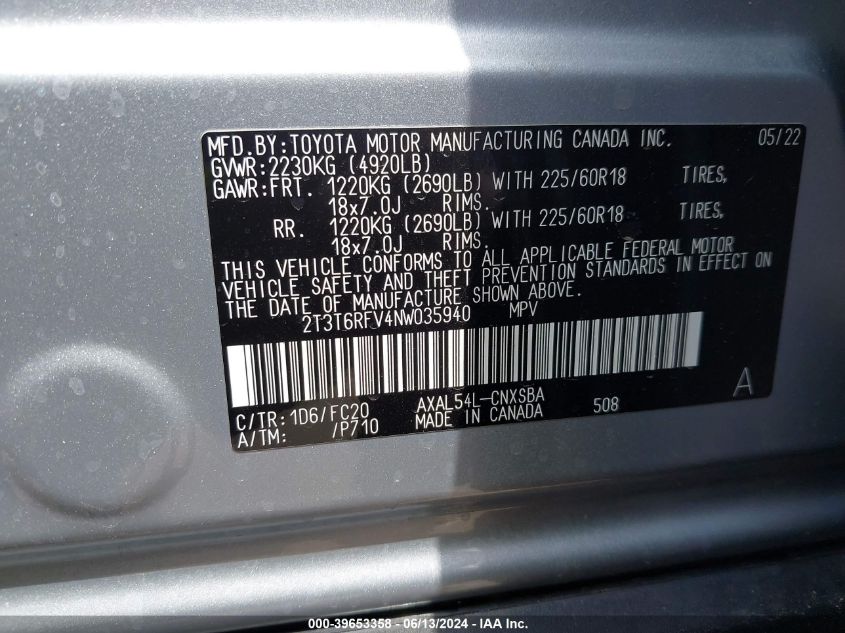 MFD.BY:TOYOTA MOTOR MANUFACTURING CANADA INC. 05/22
GVWR:2230KG (4920LB)
GAWR:FRT. 1220KG (2690LB) WITH 225/60R18 TIRES,
18x7.0J RIMS.
RR. 1220KG (2690LB) WITH 225/60R18 TIRES,
18x7.0J RIMS.
THIS VEHICLE CONFORMS TO ALL APPLICABLE FEDERAL MOTOR
VEHICLE SAFETY AND THEFT PREVENTION STANDARDS IN EFFECT ON
THE DATE OF MANUFACTURE SHOWN ABOVE.
2T3T6RFV4NW035940 MPV
C/TR: 1D6/FC20 AXAL54L-CNXSBA A
A/TM: /P710 MADE IN CANADA 508
000-39653358 - 06/13/2024 - IAA Inc.